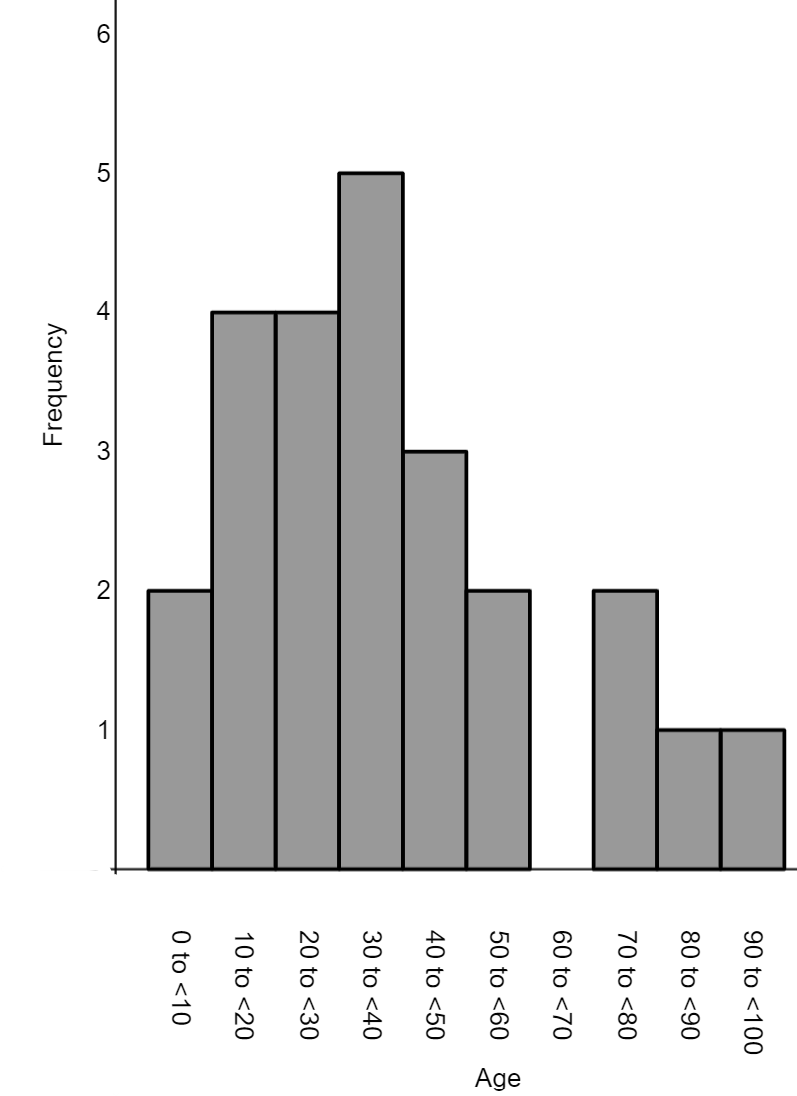 6
5
4
3
2
1
Frequency
0 to <10
10 to <20
20 to <30
30 to <40
40 to <50
50 to <60
60 to <70
70 to <80
80 to <90
90 to <100
Age